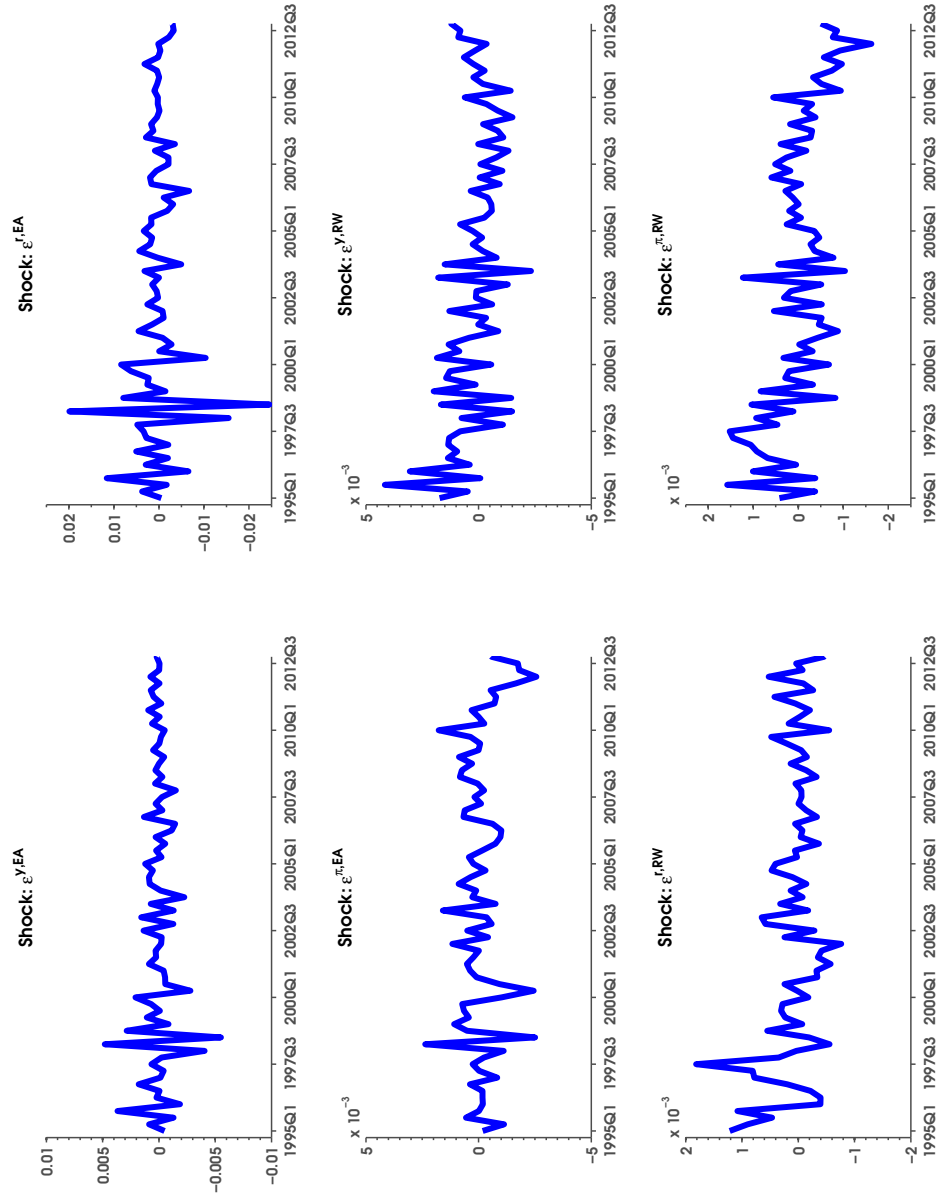 Shock: ε^y,EA
0.01
0.005
0
−0.005
−0.01
1995Q1 1997Q3 2000Q1 2002Q3 2005Q1 2007Q3 2010Q1 2012Q3
Shock: ε^r,EA
0.02
0.01
0
−0.01
−0.02
1995Q1 1997Q3 2000Q1 2002Q3 2005Q1 2007Q3 2010Q1 2012Q3
Shock: ε^π,EA
x 10^−3
5
0
−5
1995Q1 1997Q3 2000Q1 2002Q3 2005Q1 2007Q3 2010Q1 2012Q3
Shock: ε^y,RW
x 10^−3
5
0
−5
1995Q1 1997Q3 2000Q1 2002Q3 2005Q1 2007Q3 2010Q1 2012Q3
Shock: ε^r,RW
x 10^−3
2
1
0
−1
−2
1995Q1 1997Q3 2000Q1 2002Q3 2005Q1 2007Q3 2010Q1 2012Q3
Shock: ε^π,RW
x 10^−3
2
1
0
−1
−2
1995Q1 1997Q3 2000Q1 2002Q3 2005Q1 2007Q3 2010Q1 2012Q3